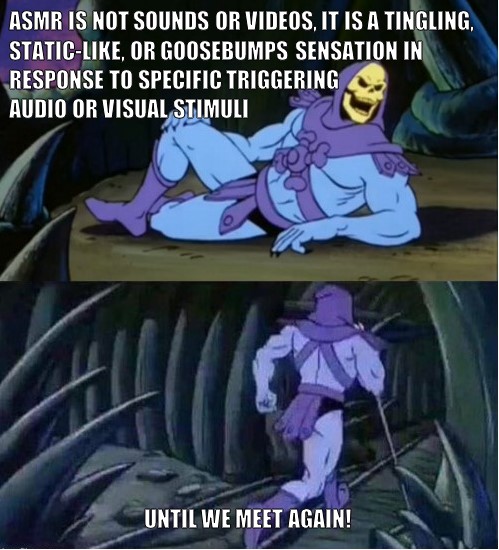 ASMR IS NOT SOUNDS OR VIDEOS, IT IS A TINGLING,
STATIC-LIKE, OR GOOSEBUMPS SENSATION IN
RESPONSE TO SPECIFIC TRIGGERING
AUDIO OR VISUAL STIMULI
UNTIL WE MEET AGAIN!